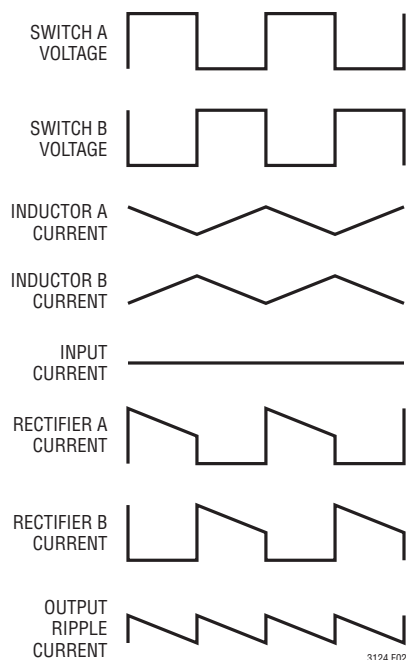 SWITCH A
VOLTAGE
SWITCH B
VOLTAGE
INDUCTOR A
CURRENT
INDUCTOR B
CURRENT
INPUT
CURRENT
RECTIFIER A
CURRENT
RECTIFIER B
CURRENT
OUTPUT
RIPPLE
CURRENT
3124 F02